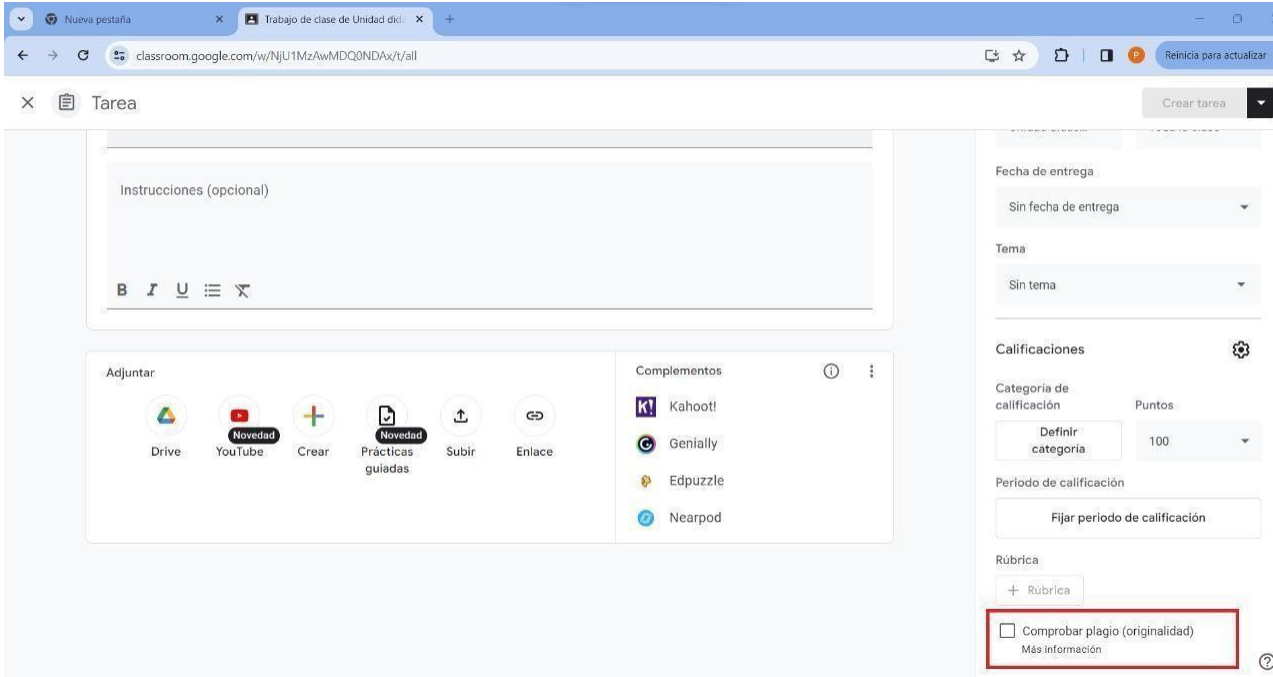 Nueva pestaña
Trabajo de clase de Unidad did
classroom.google.com/w/NjU1MzAwMDQ0NDAx/t/all
P
Reinicia para actualizar
Tarea
Crear tarea
Instrucciones (opcional)
B I U
Adjuntar
Novedad
Novedad
Drive
YouTube
Crear
Prácticas
guiadas
Subir
Enlace
Complementos
K!
Kahoot!
Genially
Edpuzzle
Nearpod
Fecha de entrega
Sin fecha de entrega
Tema
Sin tema
Calificaciones
Categoría de
calificación
Puntos
Definir
categoría
100
Periodo de calificación
Fijar periodo de calificación
Rúbrica
+ Rúbrica
Comprobar plagio (originalidad)
Más información